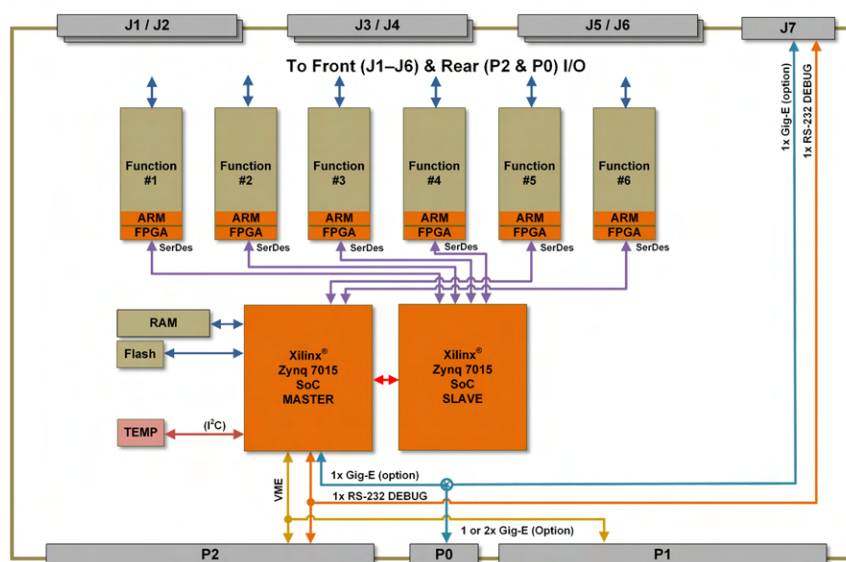 J1 / J2
J3 / J4
J5 / J6
J7
To Front (J1–J6) & Rear (P2 & P0) I/O
1x Gig-E (option)
1x RS-232 DEBUG
Function
#1
ARM
FPGA
SerDes
Function
#2
ARM
FPGA
SerDes
Function
#3
ARM
FPGA
SerDes
Function
#4
ARM
FPGA
SerDes
Function
#5
ARM
FPGA
SerDes
Function
#6
ARM
FPGA
SerDes
RAM
Flash
TEMP
(I²C)
Xilinx®
Zynq 7015
SoC
MASTER
Xilinx®
Zynq 7015
SoC
SLAVE
VME
1x Gig-E (option)
1x RS-232 DEBUG
1 or 2x Gig-E (Option)
P2
P0
P1